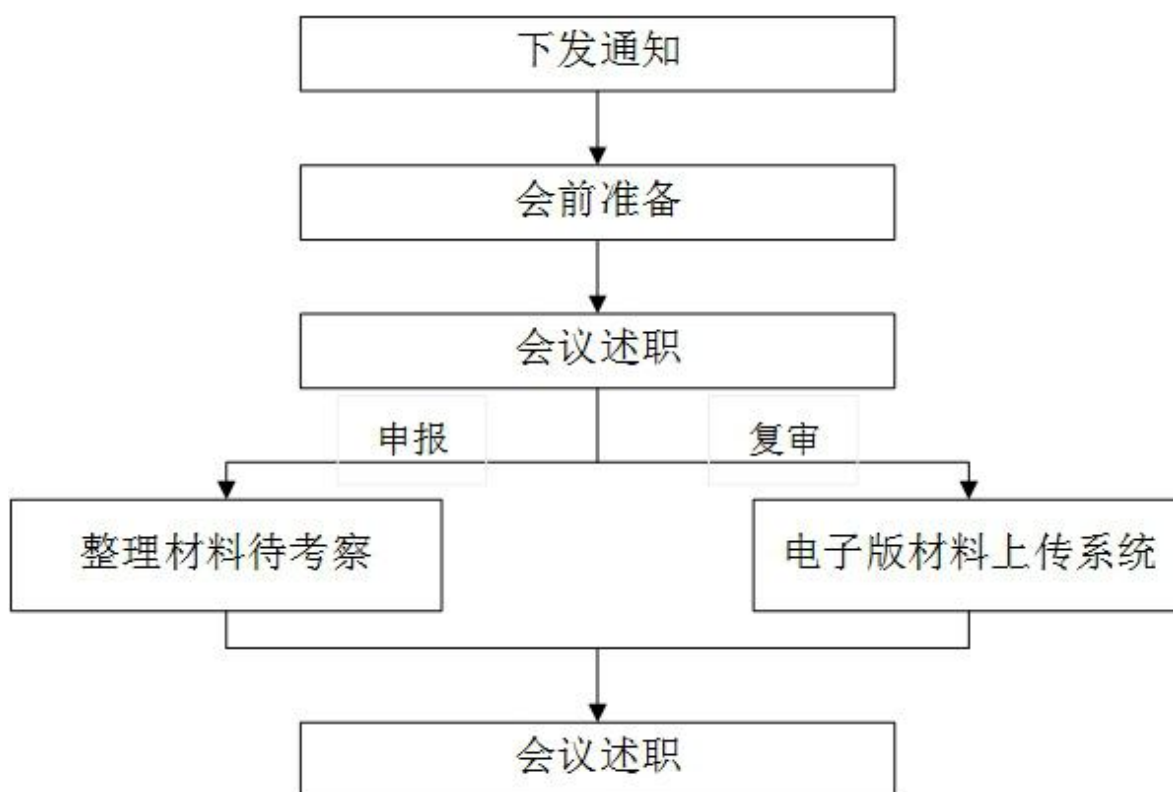 下发通知
会前准备
会议述职
申报
复审
整理材料待考察
电子版材料上传系统
会议述职